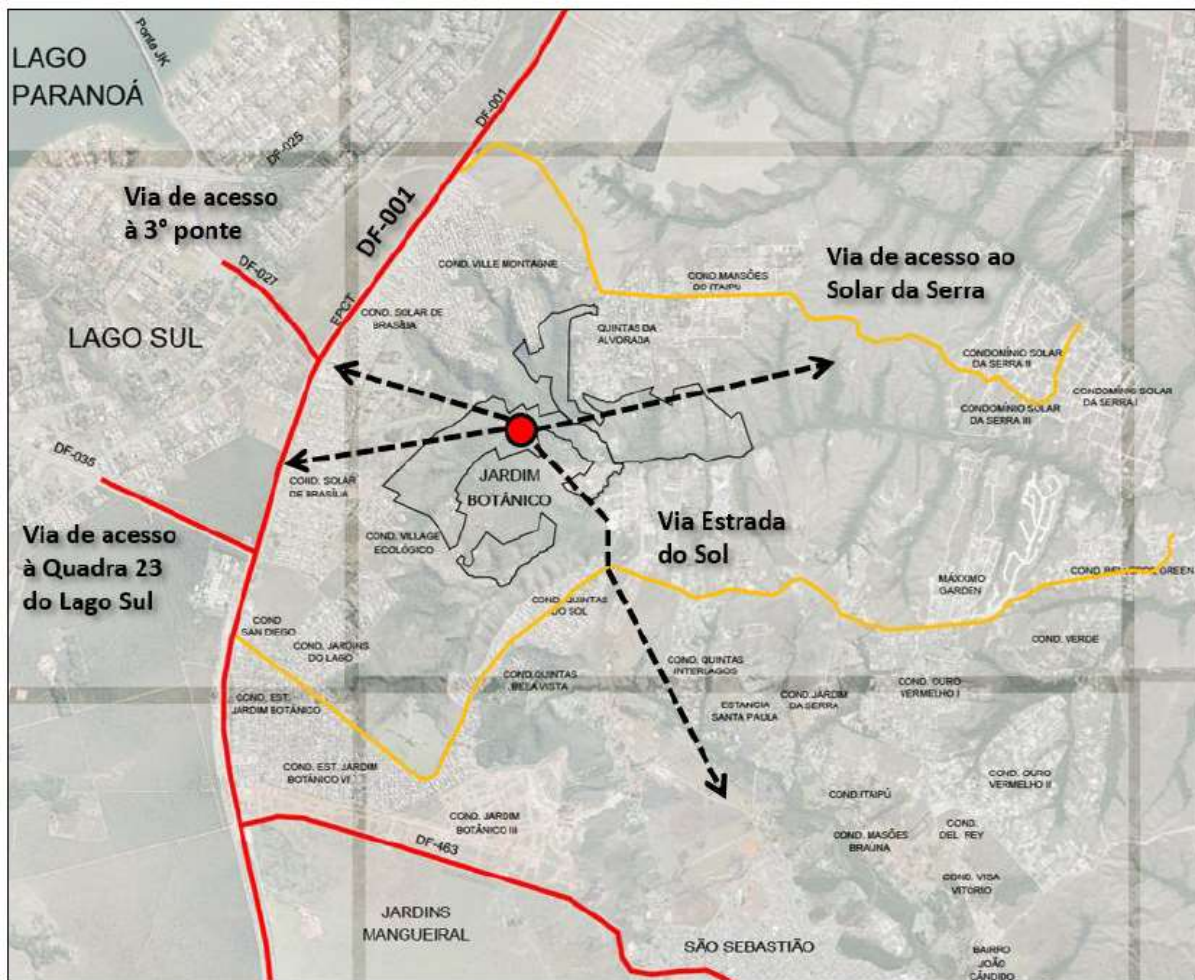 LAGO
PARANOÁ
Ponta JK
DF-001
DF-025
Via de acesso
à 3° ponte
DF-001
DF-027
EPCT
LAGO SUL
COND. VILLE MONTAGNE
COND. SOLAR DE
BRASÍLIA
COND. MANSÕES
DO ITAIPÚ
Via de acesso ao
Solar da Serra
QUINTAS DA
ALVORADA
CONDOMÍNIO SOLAR
DA SERRA II
CONDOMÍNIO SOLAR
DA SERRA I
CONDOMÍNIO SOLAR
DA SERRA III
DF-035
COND. SOLAR
DE BRASÍLIA
JARDIM
BOTÂNICO
Via de acesso
à Quadra 23
do Lago Sul
COND. VILLAGE
ECOLÓGICO
Via Estrada
do Sol
MÁXXIMO
GARDEN
GREEN
COND. QUINTAS
DO SOL
COND
SAN DIEGO
COND. JARDINS
DO LAGO
COND. VERDE
COND.QUINTAS
BELA VISTA
COND. QUINTAS
INTERLAGOS
COND. OURO
VERMELHO I
COND. EST.
JARDIM BOTÂNICO
ESTANCIA
SANTA PAULA
COND. JARDIM
DA SERRA
COND. EST. JARDIM
BOTÂNICO VI
COND. OURO
VERMELHO II
COND.ITAIPÚ
COND. JARDIM
BOTÂNICO III
COND. MASÕES
BRAÚNA
COND.
DEL REY
DF-463
COND. VIDA
VITORIO
JARDINS
MANGUEIRAL
SÃO SEBASTIÃO
BAIRRO
JOÃO
CÂNDIDO